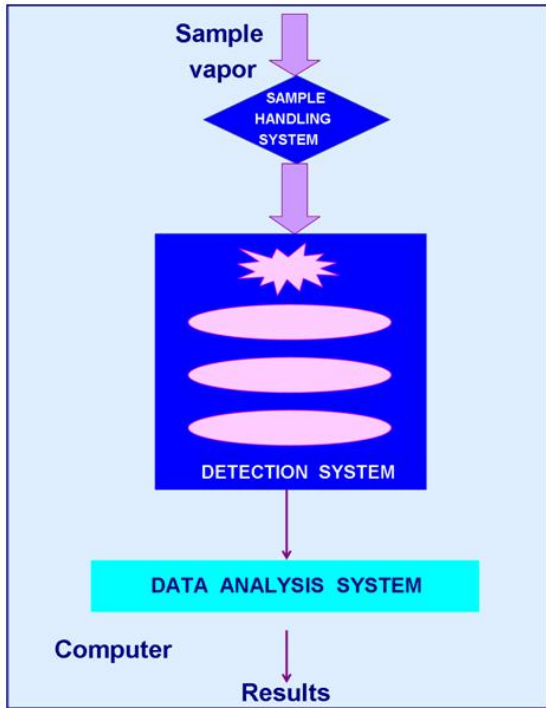 Sample
vapor
SAMPLE
HANDLING
SYSTEM
DETECTION SYSTEM
DATA ANALYSIS SYSTEM
Computer
Results